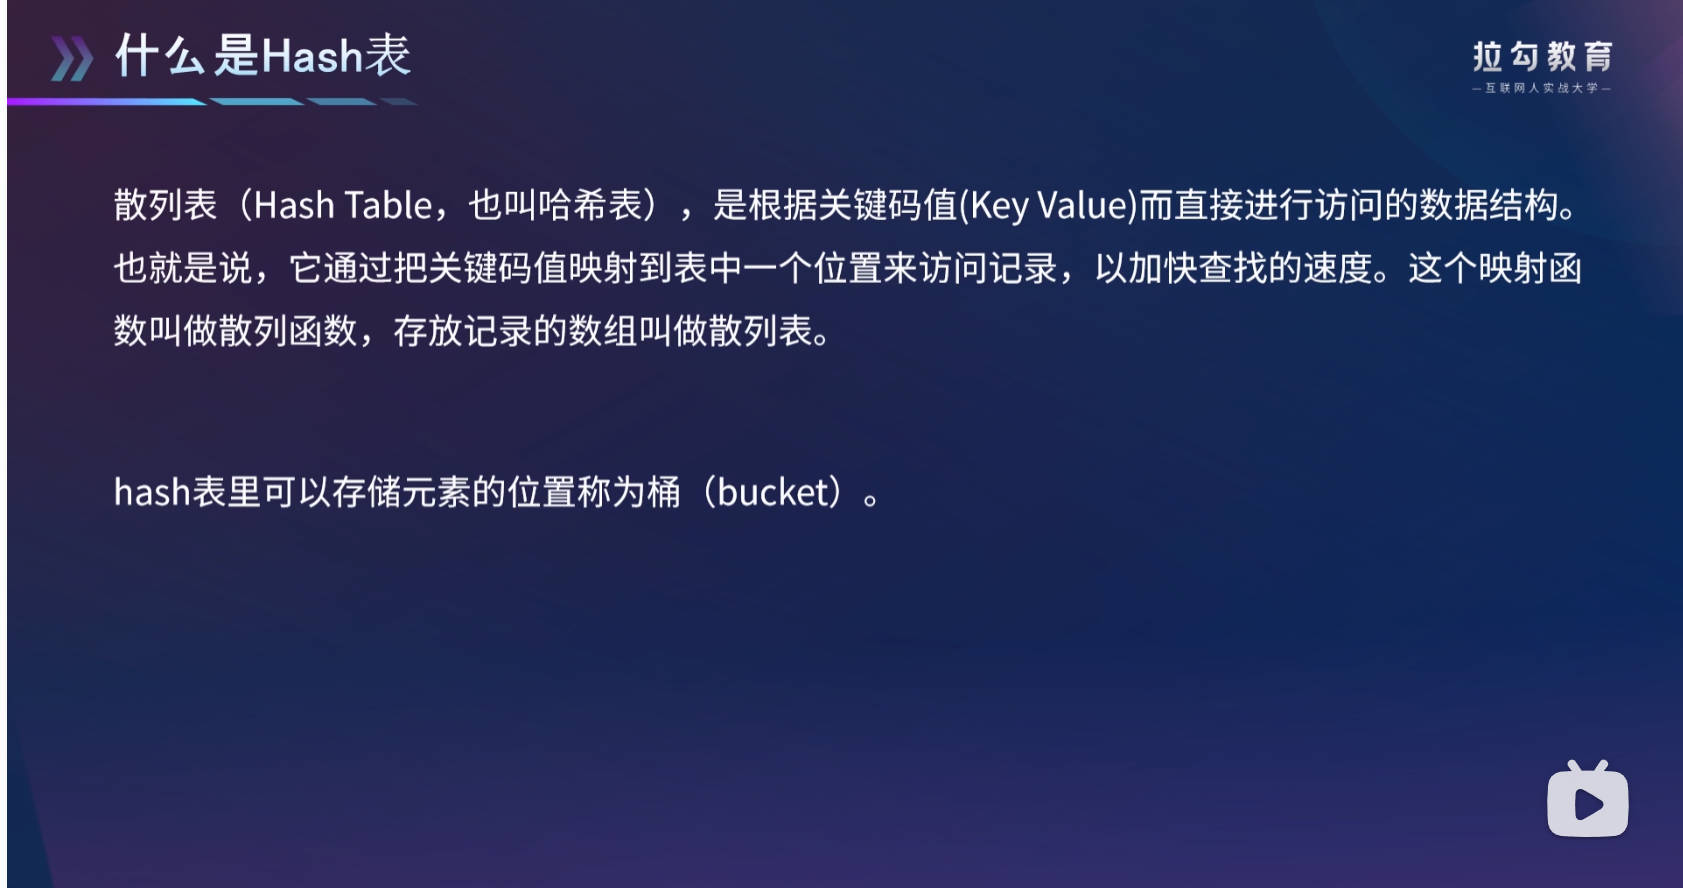 什么是Hash表
拉勾教育
—互联网人实战大学—
散列表（Hash Table，也叫哈希表），是根据关键码值(Key Value)而直接进行访问的数据结构。
也就是说，它通过把关键码值映射到表中一个位置来访问记录，以加快查找的速度。这个映射函
数叫做散列函数，存放记录的数组叫做散列表。
hash表里可以存储元素的位置称为桶（bucket）。